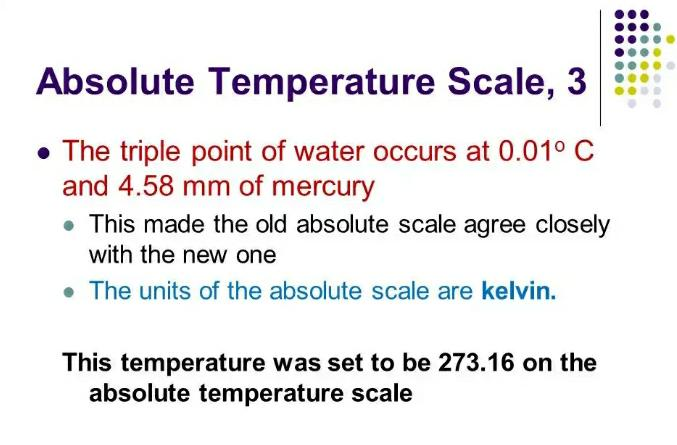 Absolute Temperature Scale, 3
The triple point of water occurs at 0.01º C
and 4.58 mm of mercury
This made the old absolute scale agree closely
with the new one
The units of the absolute scale are kelvin.
This temperature was set to be 273.16 on the
absolute temperature scale